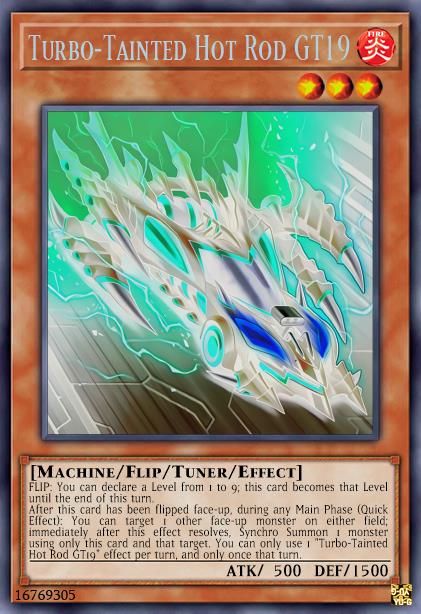 TURBO-TAINTED HOT ROD GT19
FIRE
炎
[MACHINE/FLIP/TUNER/EFFECT]
FLIP: You can declare a Level from 1 to 9; this card becomes that Level
until the end of this turn.
After this card has been flipped face-up, during any Main Phase (Quick
Effect): You can target 1 other face-up monster on either field;
immediately after this effect resolves, Synchro Summon 1 monster
using only this card and that target. You can only use 1 "Turbo-Tainted
Hot Rod GT19" effect per turn, and only once that turn.
ATK/ 500 DEF/1500
16769305